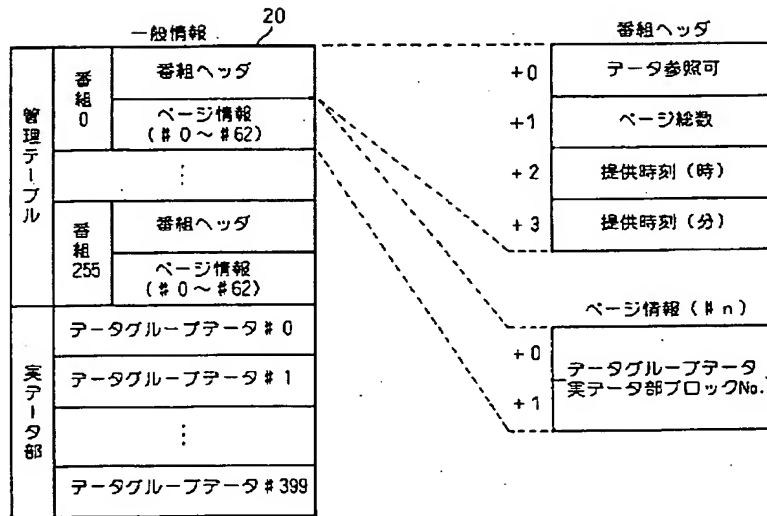 一般情報
20
管理テーブル
番組0
番組ヘッダ
ページ情報
(#0~#62)
⋮
番組255
番組ヘッダ
ページ情報
(#0~#62)
実データ部
データグループデータ#0
データグループデータ#1
⋮
データグループデータ#399
番組ヘッダ
+0
データ参照可
+1
ページ総数
+2
提供時刻(時)
+3
提供時刻(分)
ページ情報(#n)
+0
+1
データグループデータ
実データ部ブロックNo.